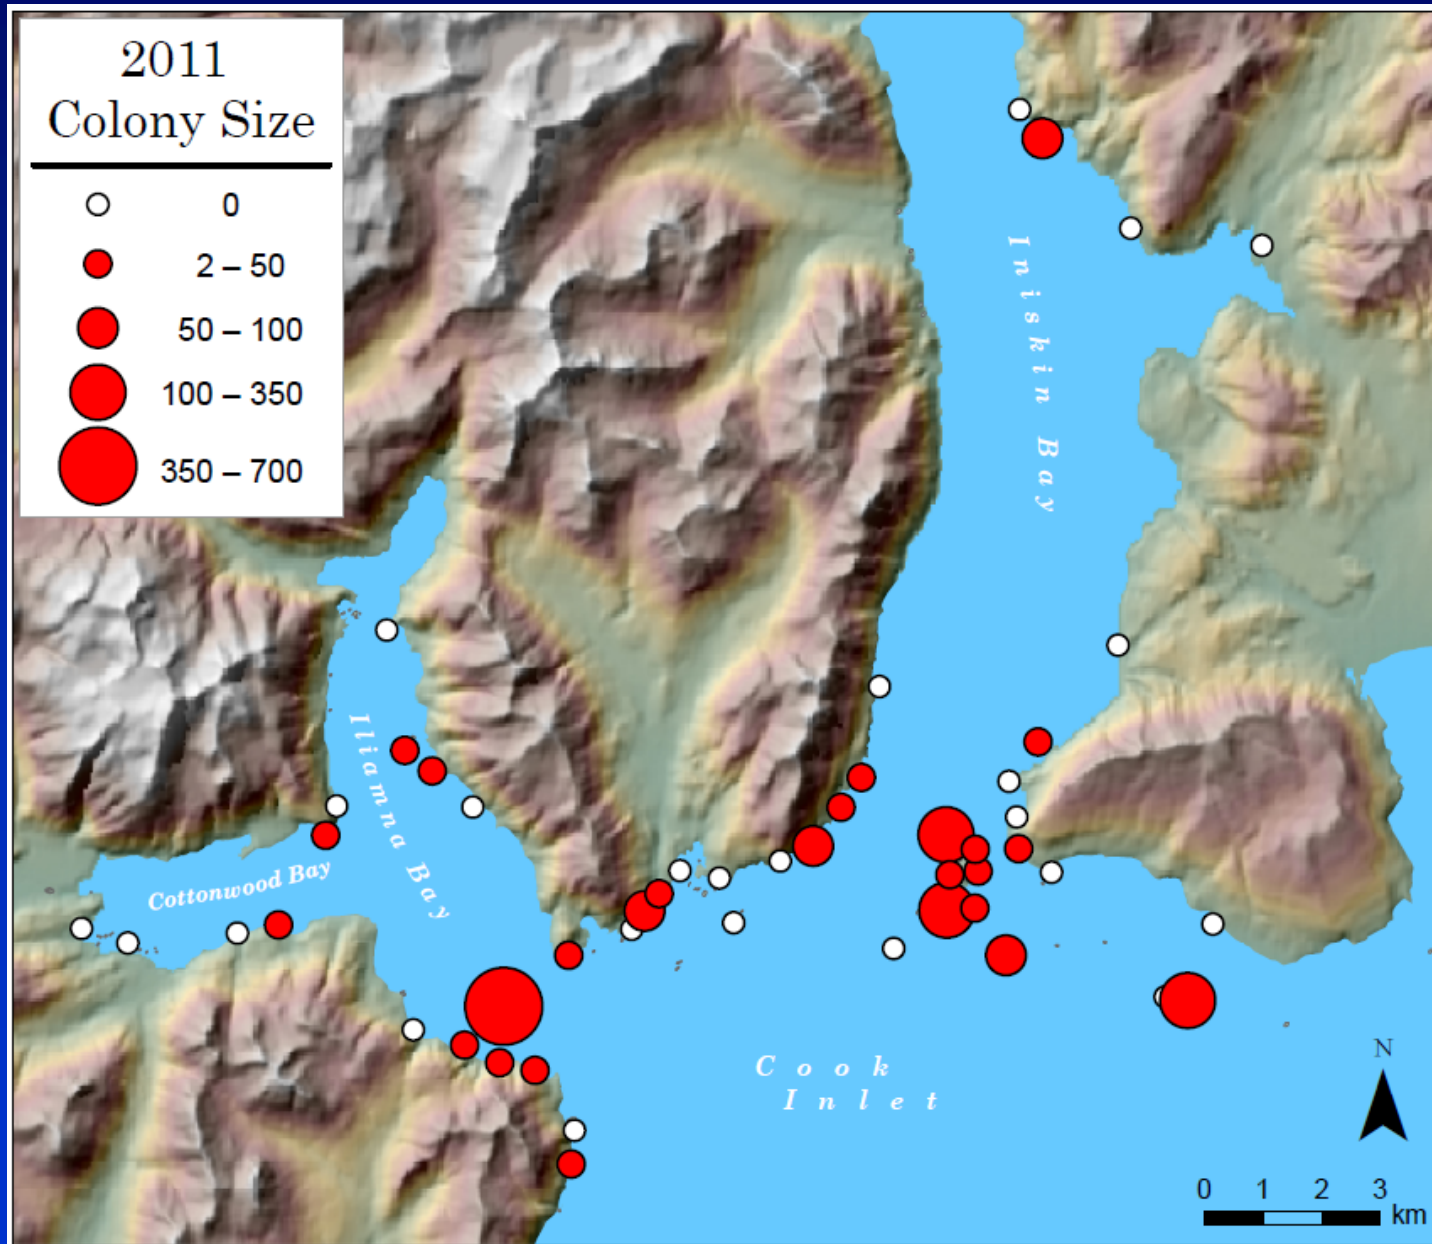 2011
Colony Size
0
2 – 50
50 – 100
100 – 350
350 – 700
Iniskin Bay
Iliamna Bay
Cottonwood Bay
Cook
Inlet
N
0 1 2 3
km